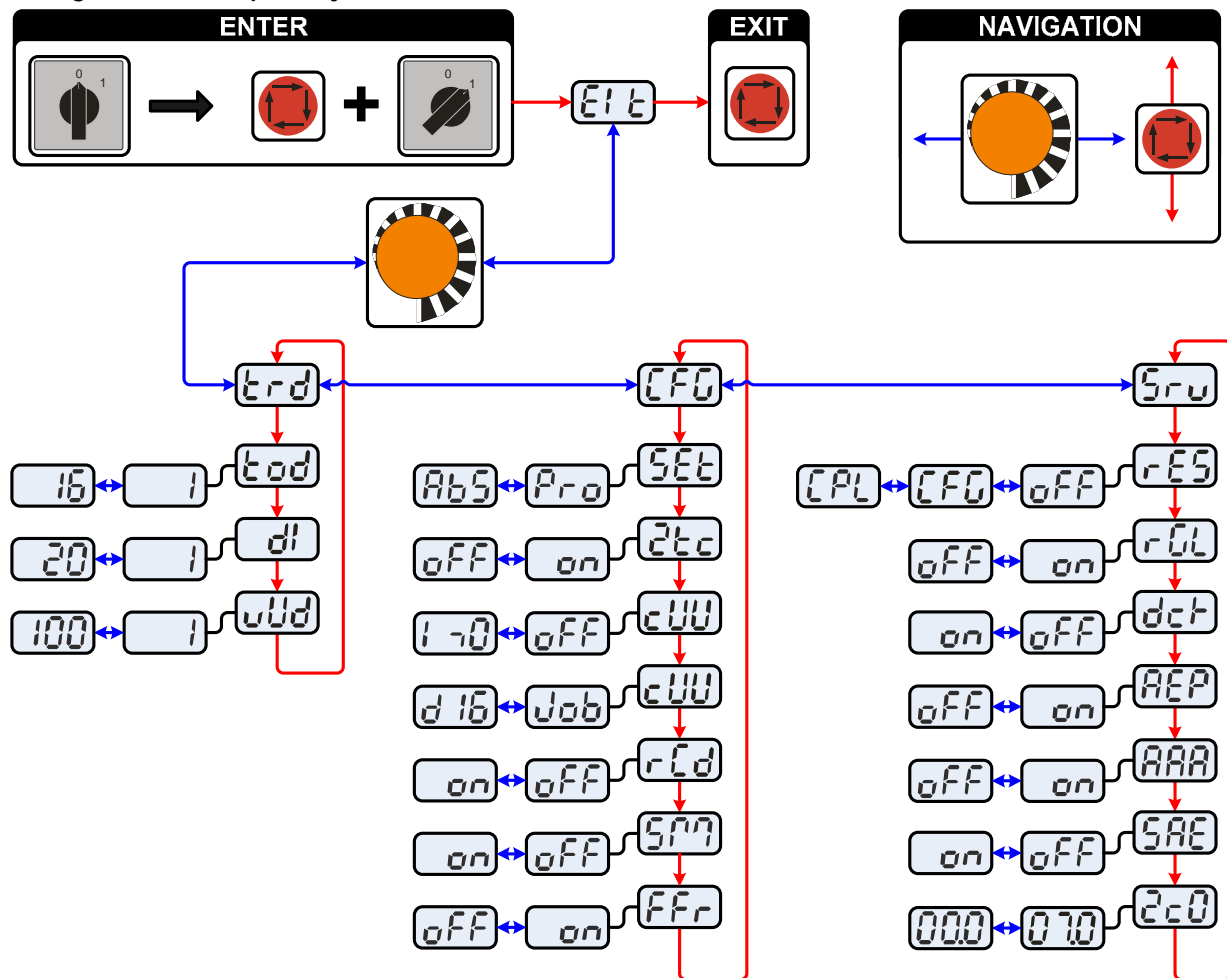 ENTER
EXIT
NAVIGATION
0
1
0
1
EIt
trd
CFG
Srv
tod
16
1
SEt
AbS
Pro
rES
CPL
CFG
oFF
dI
20
1
2tc
oFF
on
rGL
oFF
on
vUd
100
1
cUU
oFF
dct
on
oFF
cUU
d16
Job
AEP
oFF
on
rCd
on
oFF
AAA
oFF
on
on
oFF
SAE
on
oFF
FFr
oFF
on
2c0
00.0
07.0